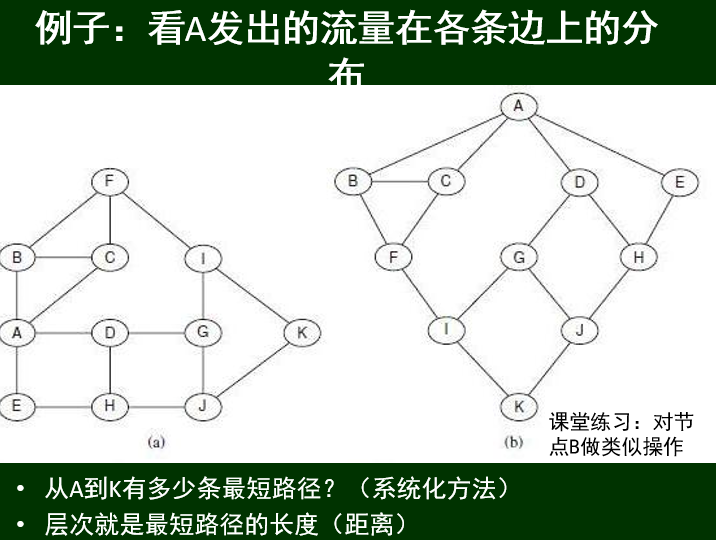 例子：看A发出的流量在各条边上的分
布
A
F
B
C
D
E
B
C
I
F
G
H
A
D
G
K
I
J
E
H
J
K
(a)
(b)
课堂练习：对节
点B做类似操作
• 从A到K有多少条最短路径？（系统化方法）
• 层次就是最短路径的长度（距离）